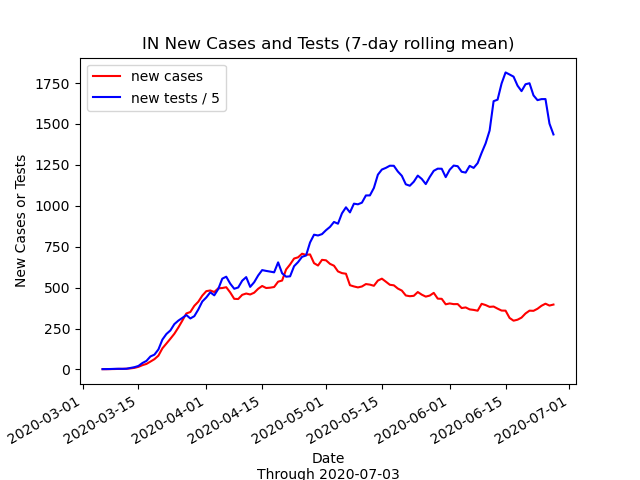 IN New Cases and Tests (7-day rolling mean)
new cases
new tests / 5
New Cases or Tests
1750
1500
1250
1000
750
500
250
0
2020-03-01
2020-03-15
2020-04-01
2020-04-15
2020-05-01
2020-05-15
2020-06-01
2020-06-15
2020-07-01
Date
Through 2020-07-03